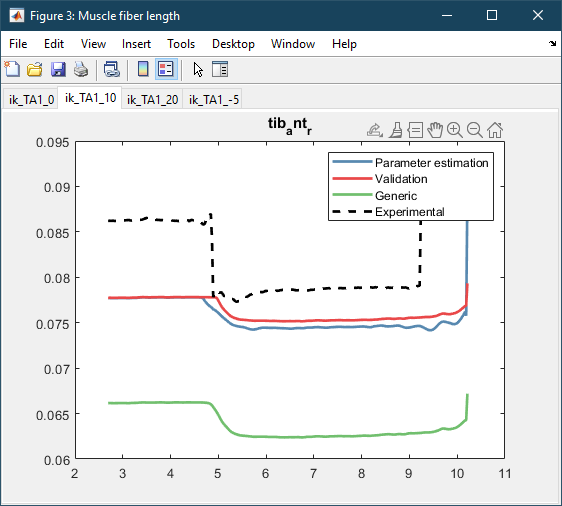 Figure 3: Muscle fiber length
File Edit View Insert Tools Desktop Window Help
ik_TA1_0 ik_TA1_10 ik_TA1_20 ik_TA1_-5
tib_ant_r
0.095
0.09
0.085
0.08
0.075
0.07
0.065
0.06
Parameter estimation
Validation
Generic
Experimental
2 3 4 5 6 7 8 9 10 11